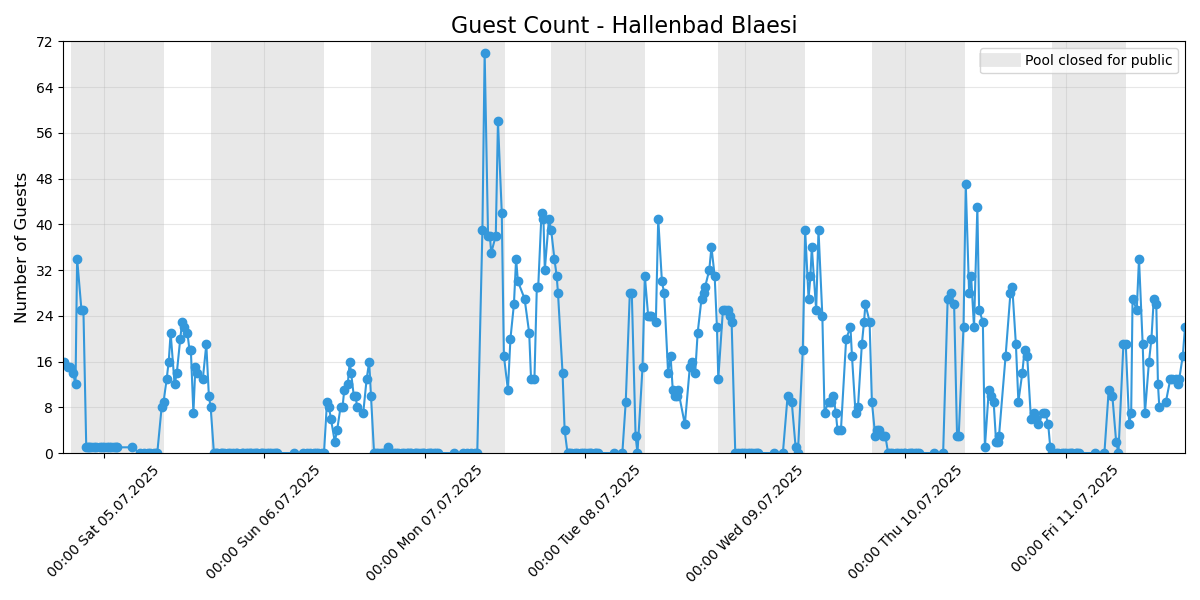 Guest Count - Hallenbad Blaesi
Pool closed for public
Number of Guests
72
64
56
48
40
32
24
16
8
0
00:00 Sat 05.07.2025
00:00 Sun 06.07.2025
00:00 Mon 07.07.2025
00:00 Tue 08.07.2025
00:00 Wed 09.07.2025
00:00 Thu 10.07.2025
00:00 Fri 11.07.2025